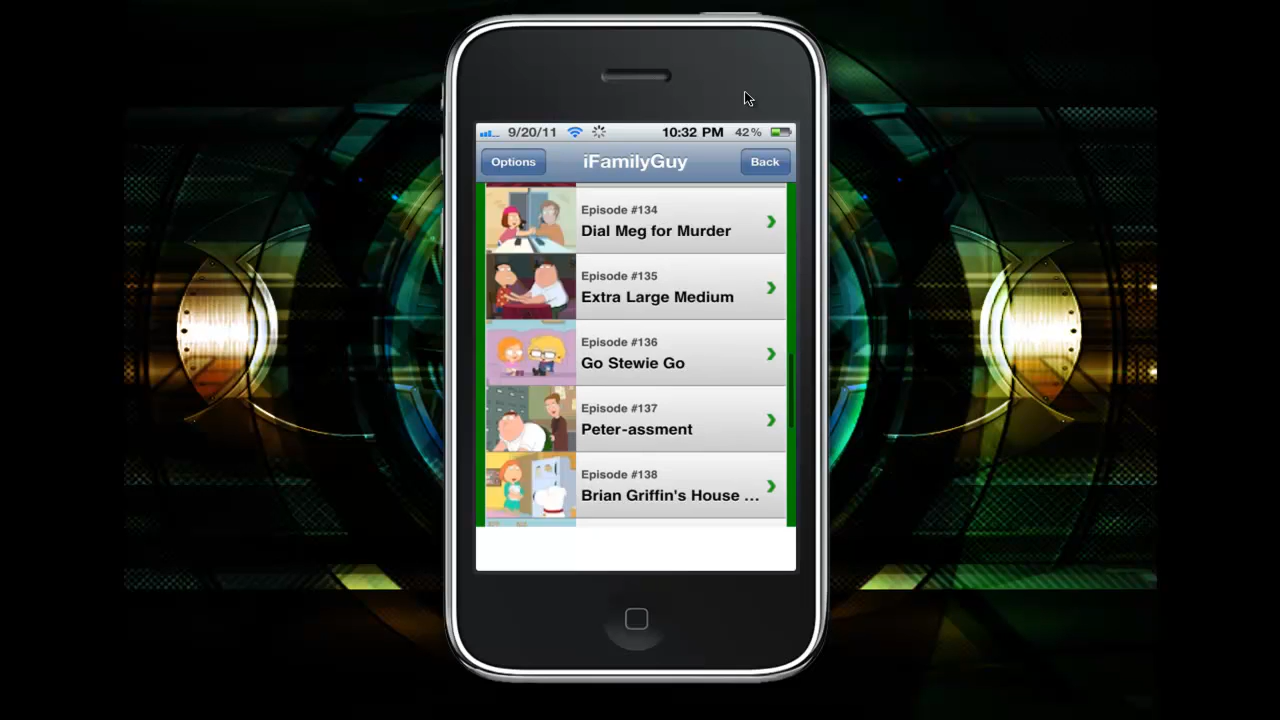 9/20/11 10:32 PM 42%
Options iFamilyGuy Back
Episode #134
Dial Meg for Murder
Episode #135
Extra Large Medium
Episode #136
Go Stewie Go
Episode #137
Peter-assment
Episode #138
Brian Griffin's House ...